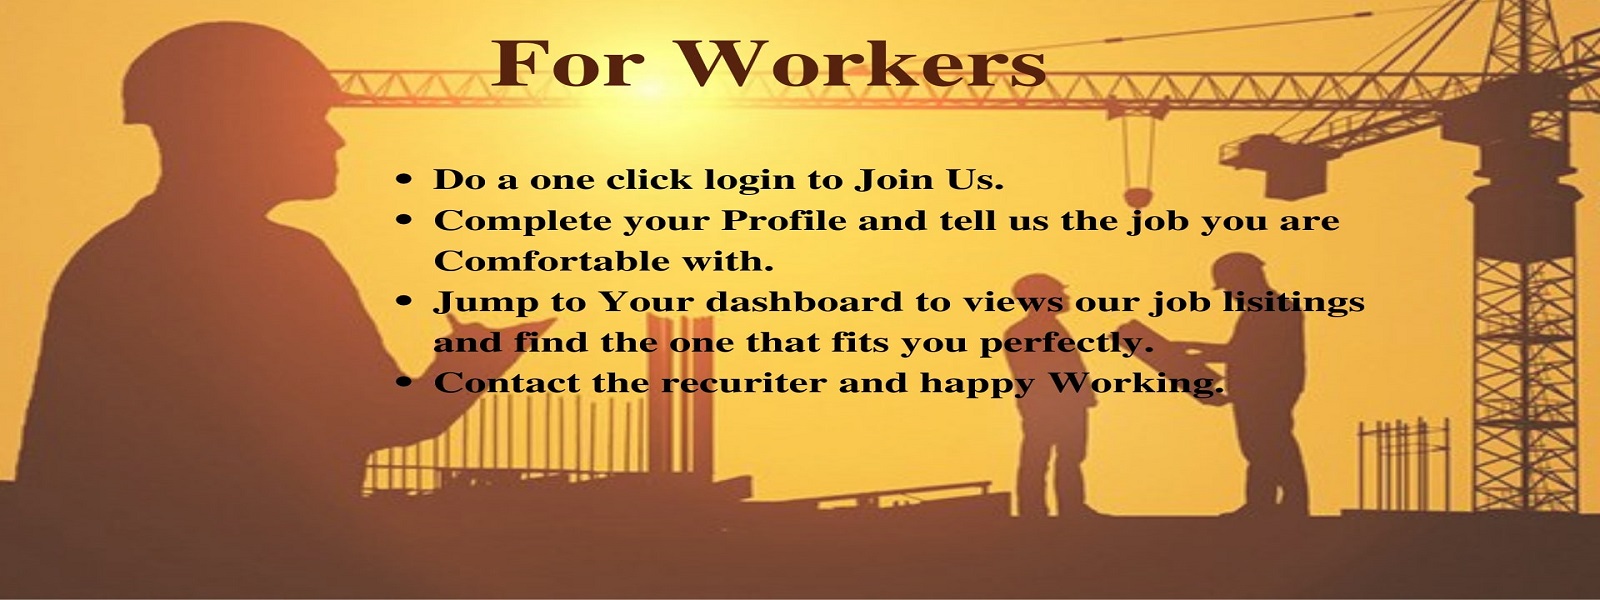 For Workers
• Do a one click login to Join Us.
• Complete your Profile and tell us the job you are
Comfortable with.
• Jump to Your dashboard to views our job lisitings
and find the one that fits you perfectly.
• Contact the recuriter and happy Working.